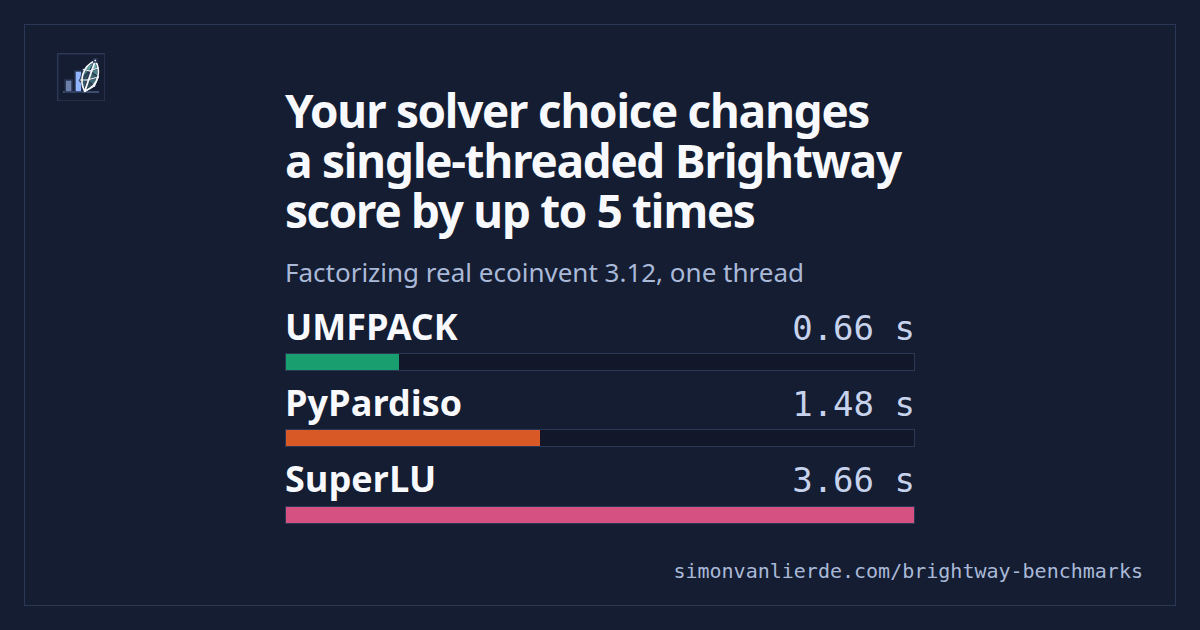 Your solver choice changes
a single-threaded Brightway
score by up to 5 times
Factorizing real ecoinvent 3.12, one thread
UMFPACK 0.66 s
PyPardiso 1.48 s
SuperLU 3.66 s
simonvanlierde.com/brightway-benchmarks